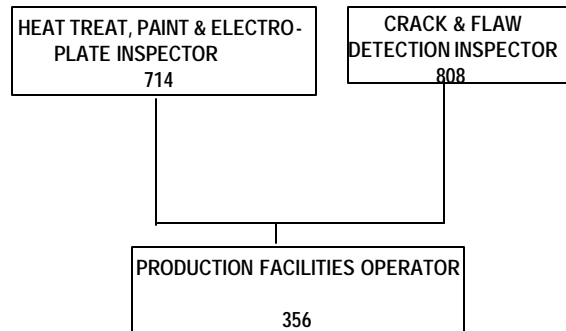 HEAT TREAT, PAINT & ELECTRO-
PLATE INSPECTOR
714
CRACK & FLAW
DETECTION INSPECTOR
808
PRODUCTION FACILITIES OPERATOR
356